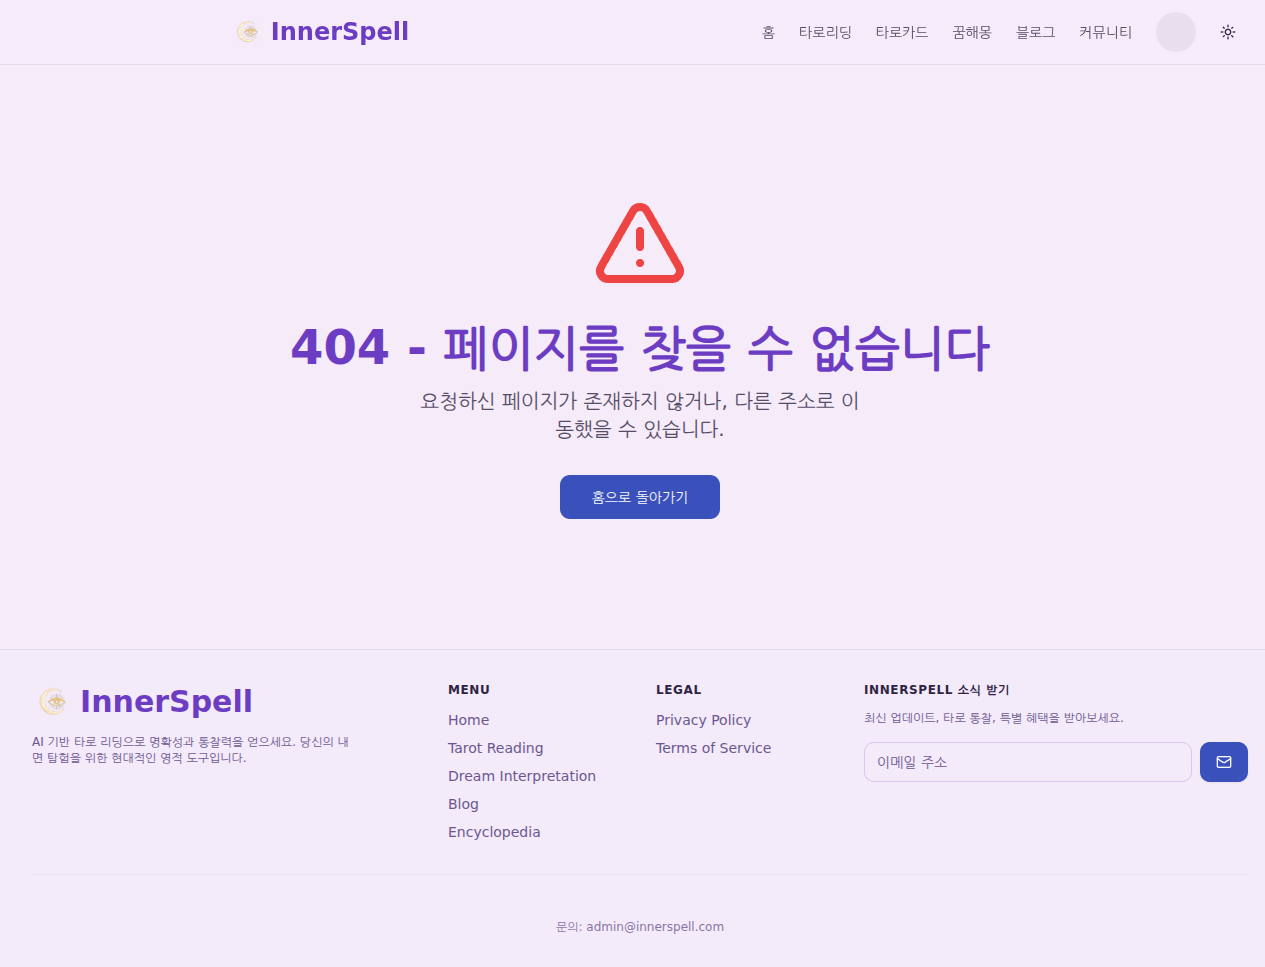 InnerSpell
홈 타로리딩 타로카드 꿈해몽 블로그 커뮤니티
404 - 페이지를 찾을 수 없습니다
요청하신 페이지가 존재하지 않거나, 다른 주소로 이
동했을 수 있습니다.
홈으로 돌아가기
InnerSpell
AI 기반 타로 리딩으로 명확성과 통찰력을 얻으세요. 당신의 내
면 탐험을 위한 현대적인 영적 도구입니다.
MENU
Home
Tarot Reading
Dream Interpretation
Blog
Encyclopedia
LEGAL
Privacy Policy
Terms of Service
INNERSPELL 소식 받기
최신 업데이트, 타로 통찰, 특별 혜택을 받아보세요.
이메일 주소
문의: admin@innerspell.com